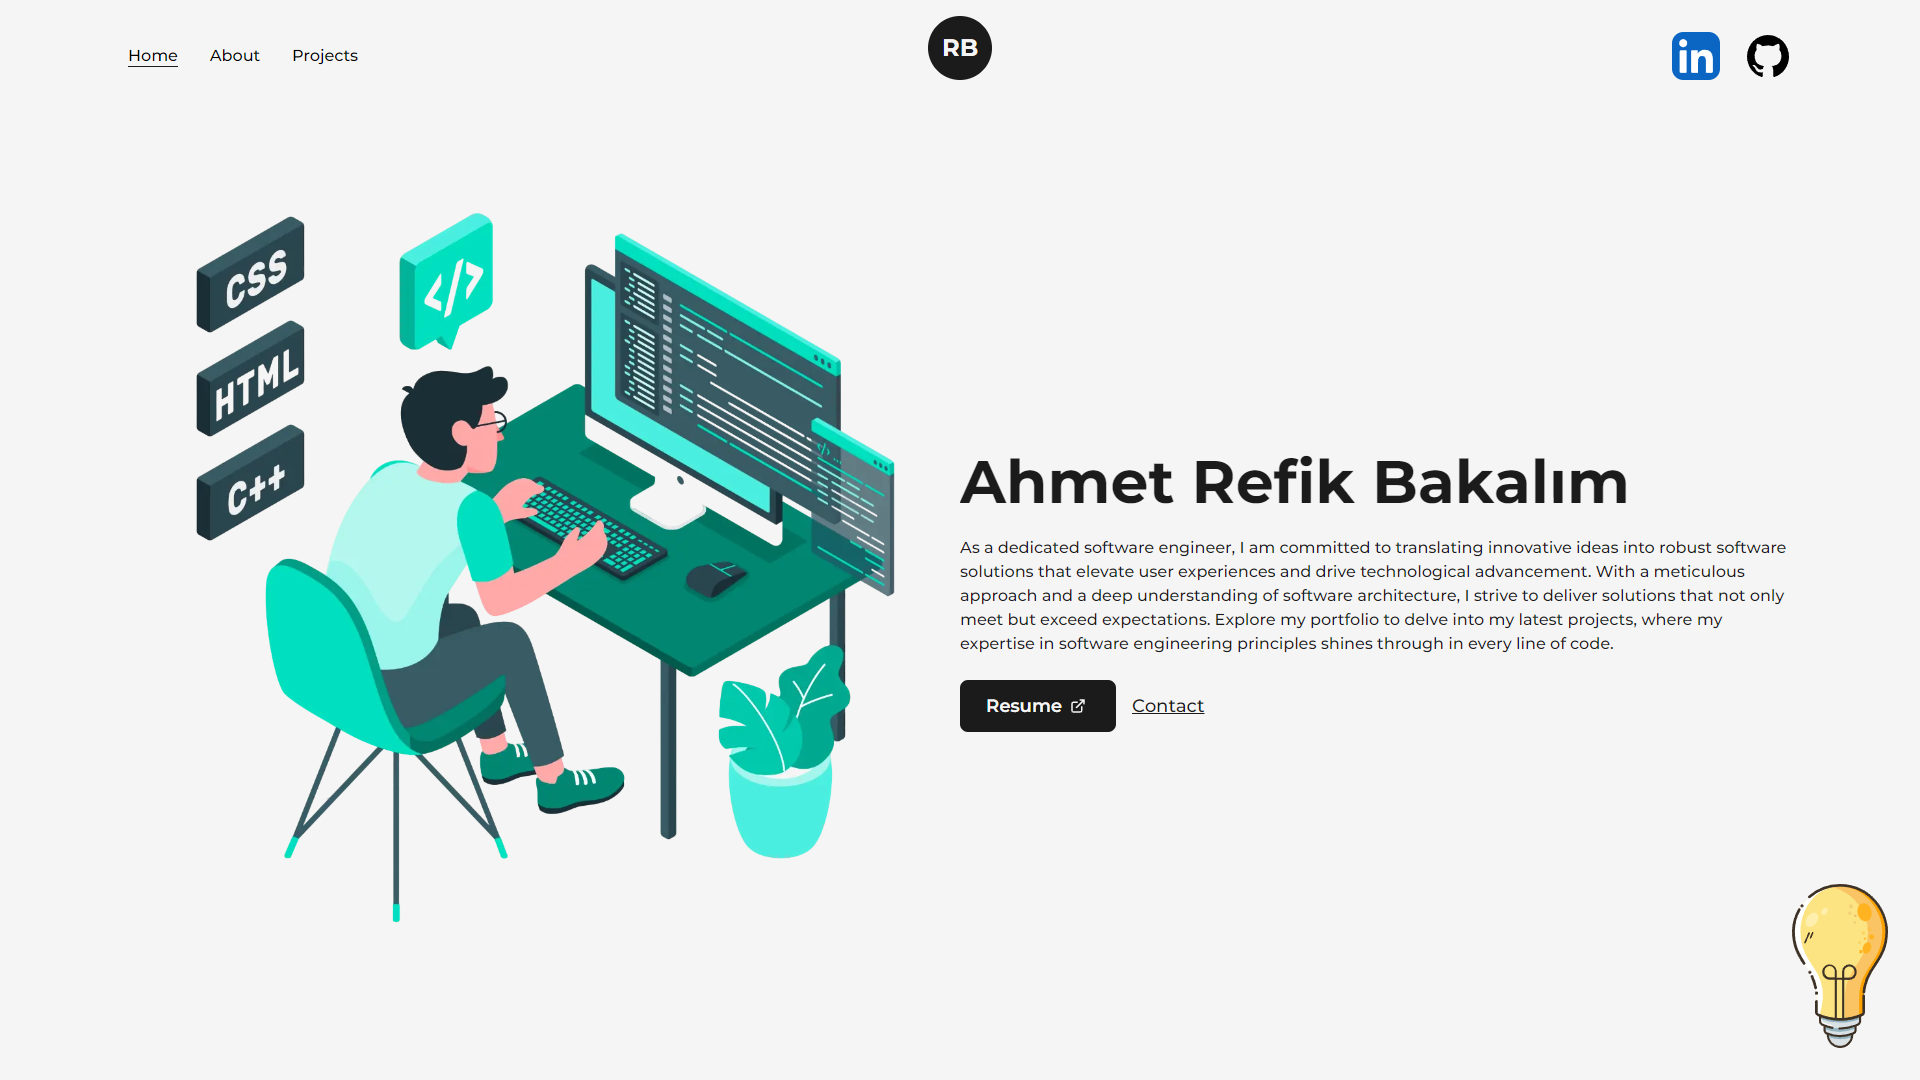 Home
About
Projects
RB
in
CSS
HTML
C++
</>
Ahmet Refik Bakalım
As a dedicated software engineer, I am committed to translating innovative ideas into robust software
solutions that elevate user experiences and drive technological advancement. With a meticulous
approach and a deep understanding of software architecture, I strive to deliver solutions that not only
meet but exceed expectations. Explore my portfolio to delve into my latest projects, where my
expertise in software engineering principles shines through in every line of code.
Resume
Contact